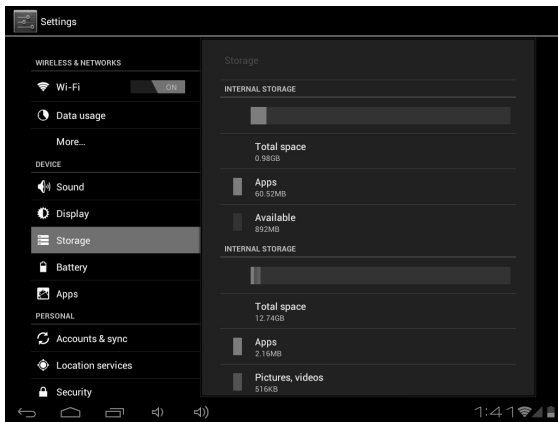 Settings
WIRELESS & NETWORKS
Wi-Fi
ON
Data usage
More...
DEVICE
Sound
Display
Storage
Battery
Apps
PERSONAL
Accounts & sync
Location services
Security
Storage
INTERNAL STORAGE
Total space
0.98GB
Apps
60.52MB
Available
892MB
INTERNAL STORAGE
Total space
12.74GB
Apps
2.16MB
Pictures, videos
516KB
1:41